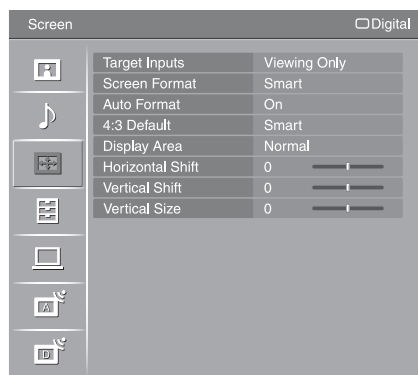 Screen Digital
Target Inputs Viewing Only
Screen Format Smart
Auto Format On
4:3 Default Smart
Display Area Normal
Horizontal Shift 0
Vertical Shift 0
Vertical Size 0
A
D